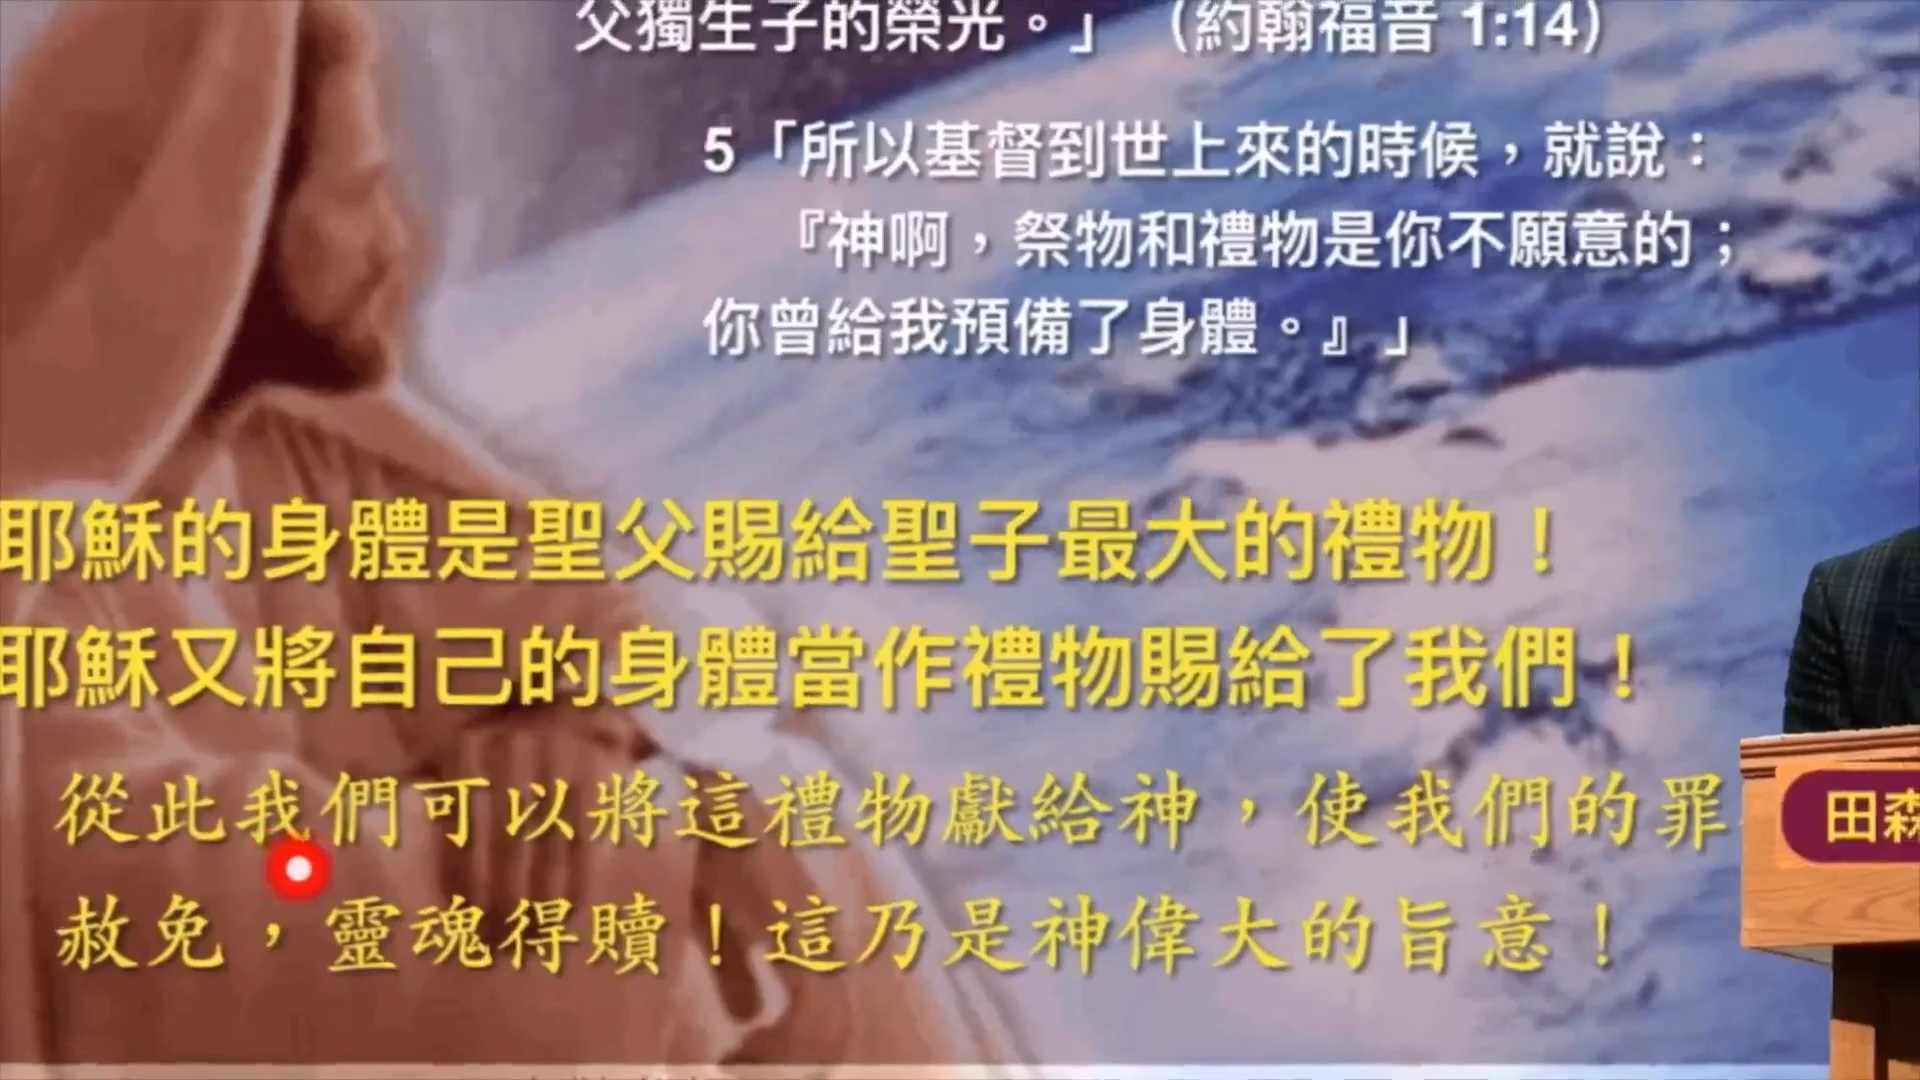 父獨生子的榮光。」（約翰福音 1:14）
5「所以基督到世上來的時候，就說：
『神啊，祭物和禮物是你不願意的；
你曾給我預備了身體。』」
耶穌的身體是聖父賜給聖子最大的禮物！
耶穌又將自己的身體當作禮物賜給了我們！
從此我們可以將這禮物獻給神，使我們的罪
赦免，靈魂得贖！這乃是神偉大的旨意！
田森